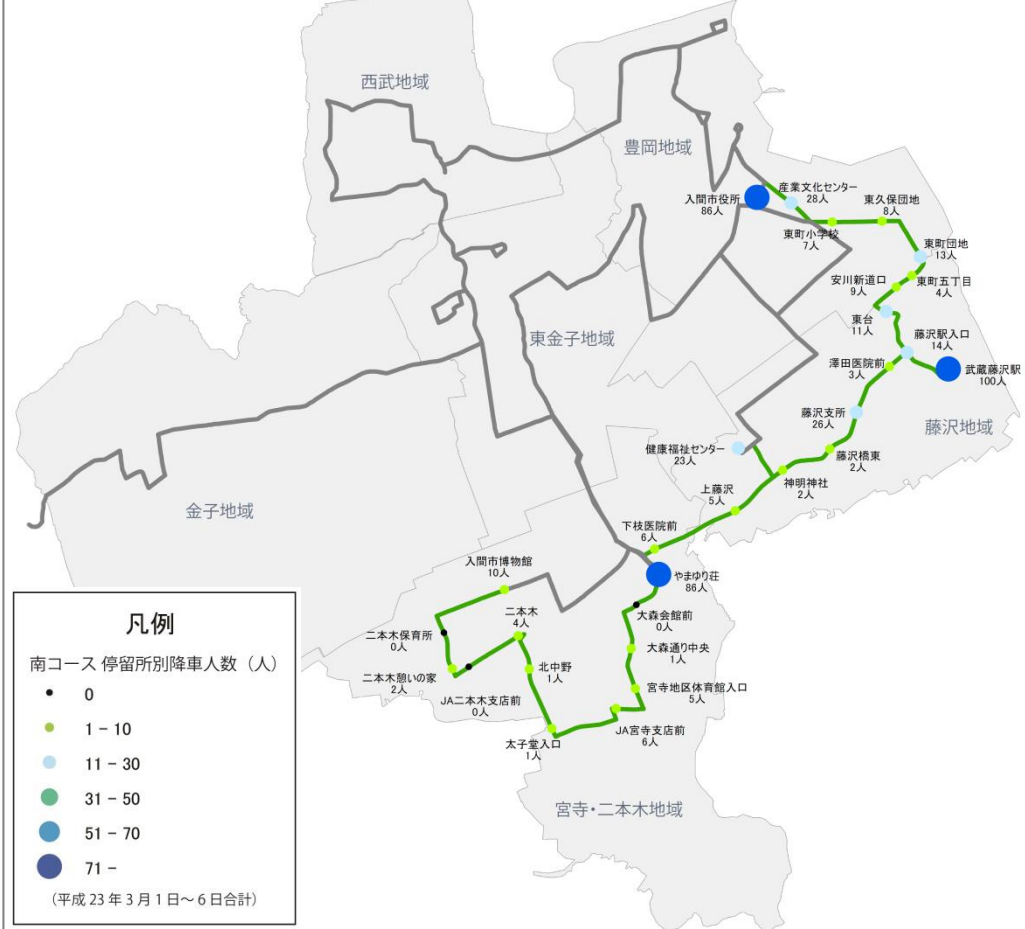 西武地域
豊岡地域
入間市役所
86人
産業文化センター
28人
東久保団地
8人
東町小学校
7人
東町団地
13人
安川新道口
9人
東町五丁目
4人
東台
11人
藤沢駅入口
14人
東金子地域
澤田医院前
3人
武蔵藤沢駅
100人
藤沢支所
26人
藤沢地域
健康福祉センター
23人
藤沢橋東
2人
神明神社
2人
上藤沢
5人
金子地域
下枝医院前
6人
入間市博物館
10人
やまゆり荘
86人
二本木
4人
大森会館前
0人
二本木保育所
0人
大森通り中央
1人
北中野
1人
二本木憩いの家
2人
宮寺地区体育館入口
5人
JA二本木支店前
0人
JA宮寺支店前
6人
太子堂入口
1人
宮寺・二本木地域
凡例
南コース 停留所別降車人数（人）
0
1 - 10
11 - 30
31 - 50
51 - 70
71 -
（平成 23 年 3 月 1 日～ 6 日合計）